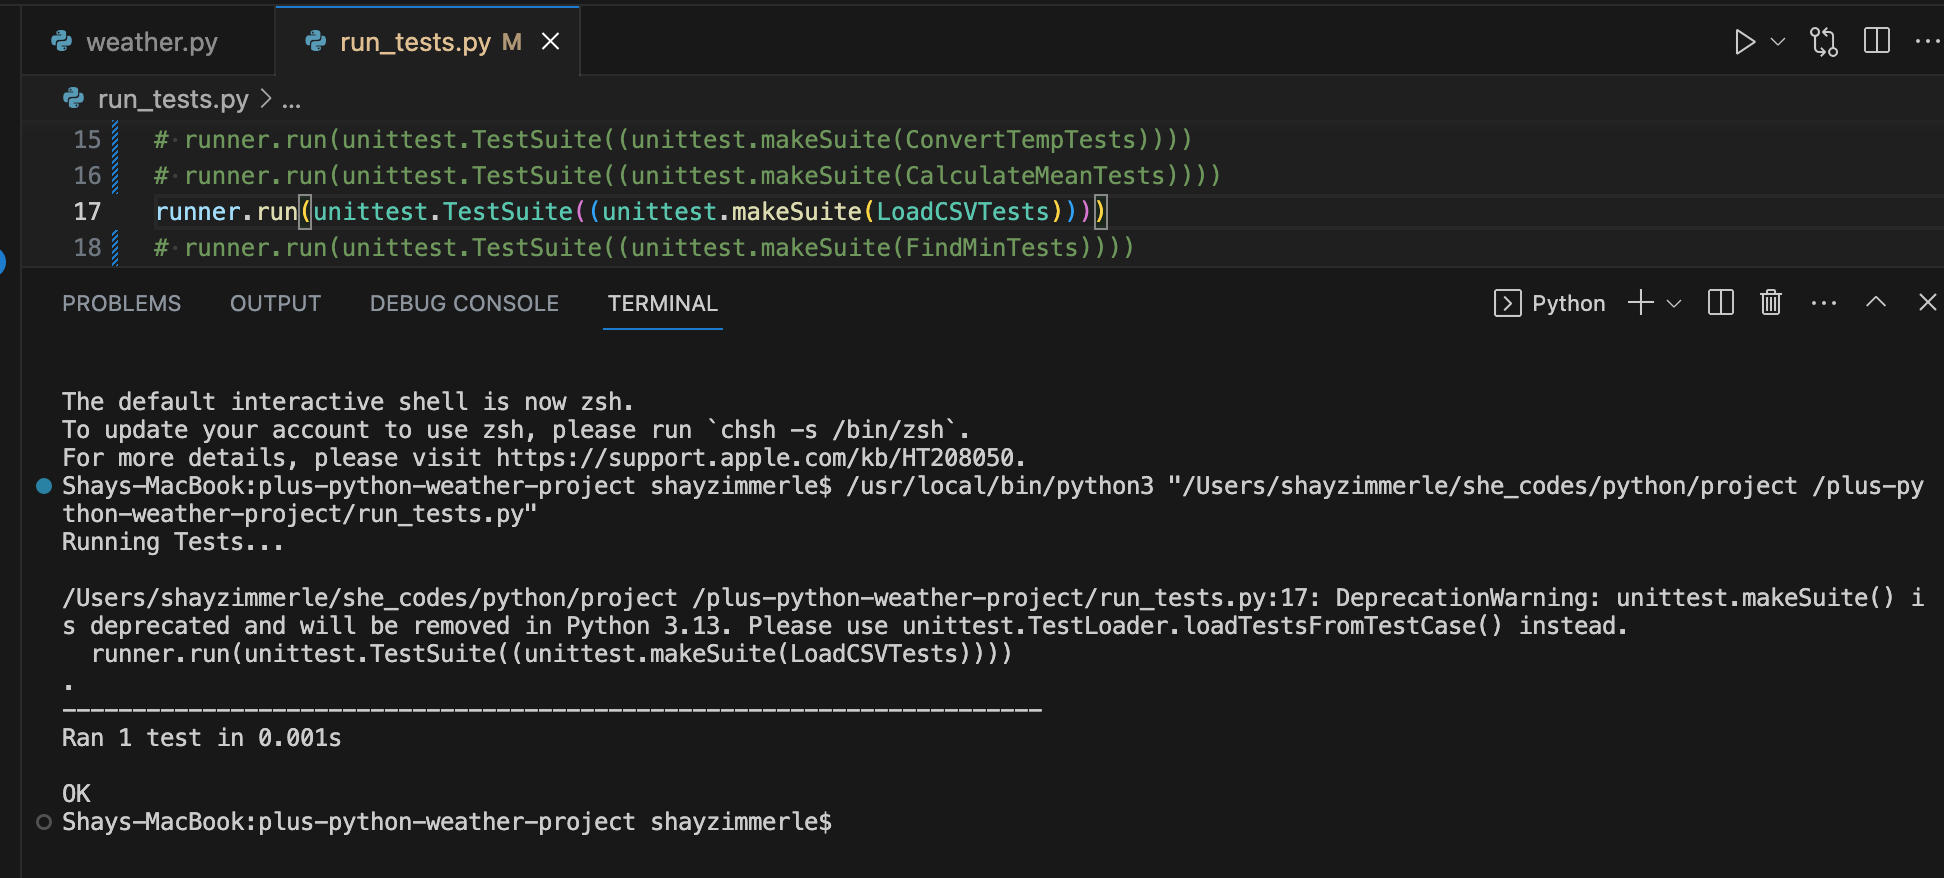 weather.py
run_tests.py M
run_tests.py > ...
15 # runner.run(unittest.TestSuite((unittest.makeSuite(ConvertTempTests))))
16 # runner.run(unittest.TestSuite((unittest.makeSuite(CalculateMeanTests))))
17 runner.run(unittest.TestSuite((unittest.makeSuite(LoadCSVTests))))
18 # runner.run(unittest.TestSuite((unittest.makeSuite(FindMinTests))))
PROBLEMS OUTPUT DEBUG CONSOLE TERMINAL Python
The default interactive shell is now zsh.
To update your account to use zsh, please run `chsh -s /bin/zsh`.
For more details, please visit https://support.apple.com/kb/HT208050.
Shays-MacBook:plus-python-weather-project shayzimmerle$ /usr/local/bin/python3 "/Users/shayzimmerle/she_codes/python/project /plus-py
thon-weather-project/run_tests.py"
Running Tests...
/Users/shayzimmerle/she_codes/python/project /plus-python-weather-project/run_tests.py:17: DeprecationWarning: unittest.makeSuite() i
s deprecated and will be removed in Python 3.13. Please use unittest.TestLoader.loadTestsFromTestCase() instead.
runner.run(unittest.TestSuite((unittest.makeSuite(LoadCSVTests))))
.
----------------------------------------------------------------------
Ran 1 test in 0.001s
OK
Shays-MacBook:plus-python-weather-project shayzimmerle$